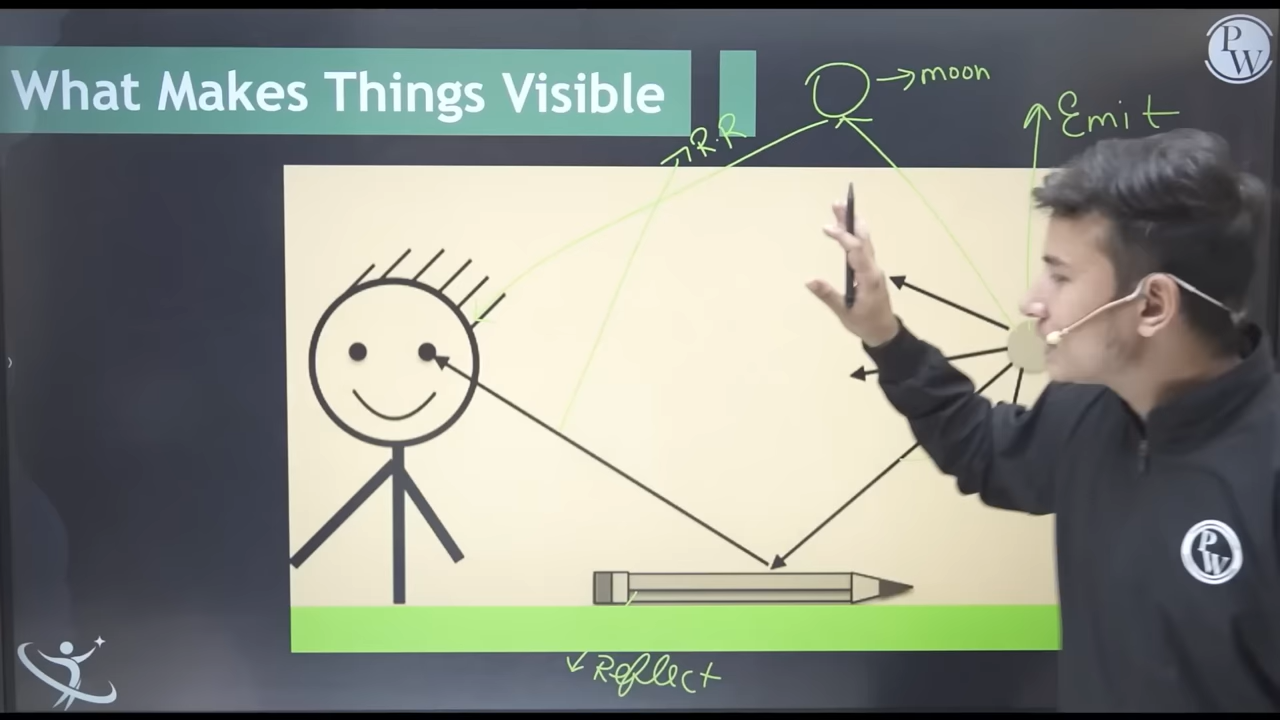 What Makes Things Visible
→moon
Emit
R.R
Reflect
PW
PW